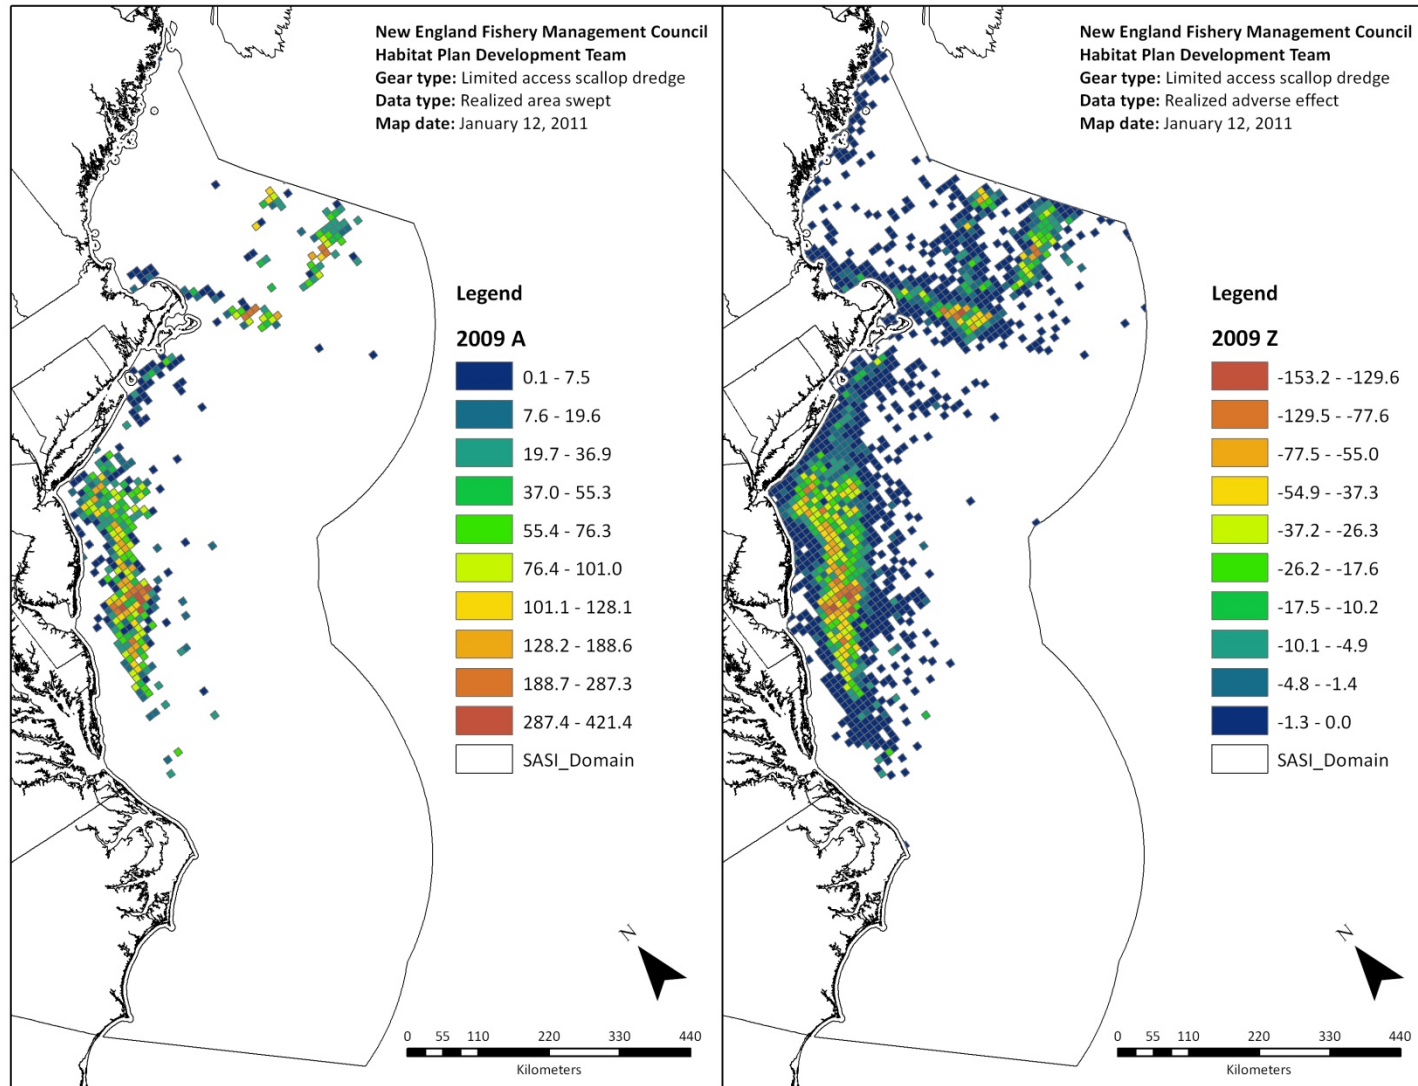 New England Fishery Management Council
Habitat Plan Development Team
Gear type: Limited access scallop dredge
Data type: Realized area swept
Map date: January 12, 2011
Legend
2009 A
0.1 - 7.5
7.6 - 19.6
19.7 - 36.9
37.0 - 55.3
55.4 - 76.3
76.4 - 101.0
101.1 - 128.1
128.2 - 188.6
188.7 - 287.3
287.4 - 421.4
SASI_Domain
N
0 55 110 220 330 440
Kilometers
New England Fishery Management Council
Habitat Plan Development Team
Gear type: Limited access scallop dredge
Data type: Realized adverse effect
Map date: January 12, 2011
Legend
2009 Z
-153.2 - -129.6
-129.5 - -77.6
-77.5 - -55.0
-54.9 - -37.3
-37.2 - -26.3
-26.2 - -17.6
-17.5 - -10.2
-10.1 - -4.9
-4.8 - -1.4
-1.3 - 0.0
SASI_Domain
N
0 55 110 220 330 440
Kilometers